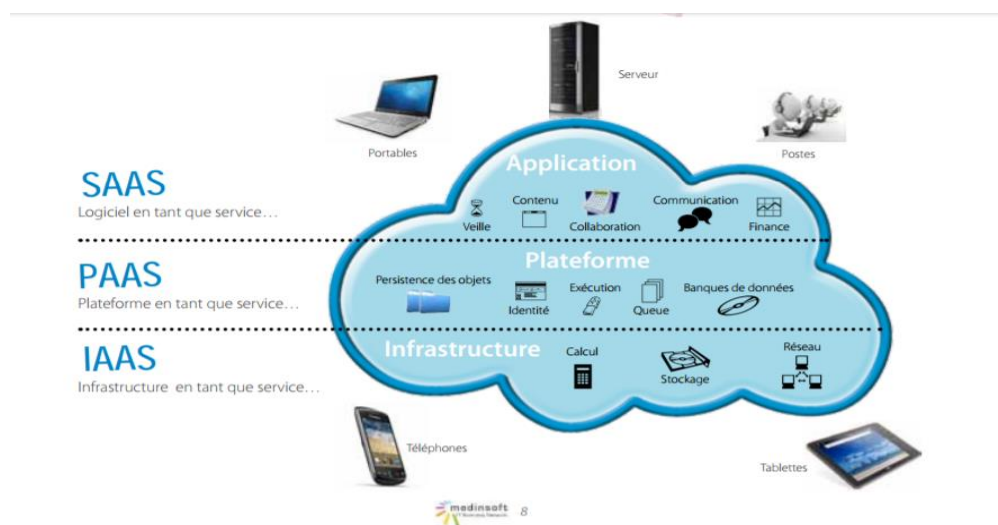 Serveur
Portables
Postes
Application
SAAS
Logiciel en tant que service…
Veille
Contenu
Collaboration
Communication
Finance
Plateforme
PAAS
Plateforme en tant que service…
Persistence des objets
Identité
Exécution
Queue
Banques de données
Infrastructure
IAAS
Infrastructure en tant que service…
Calcul
Stockage
Réseau
Téléphones
Tablettes
medinsoft
8